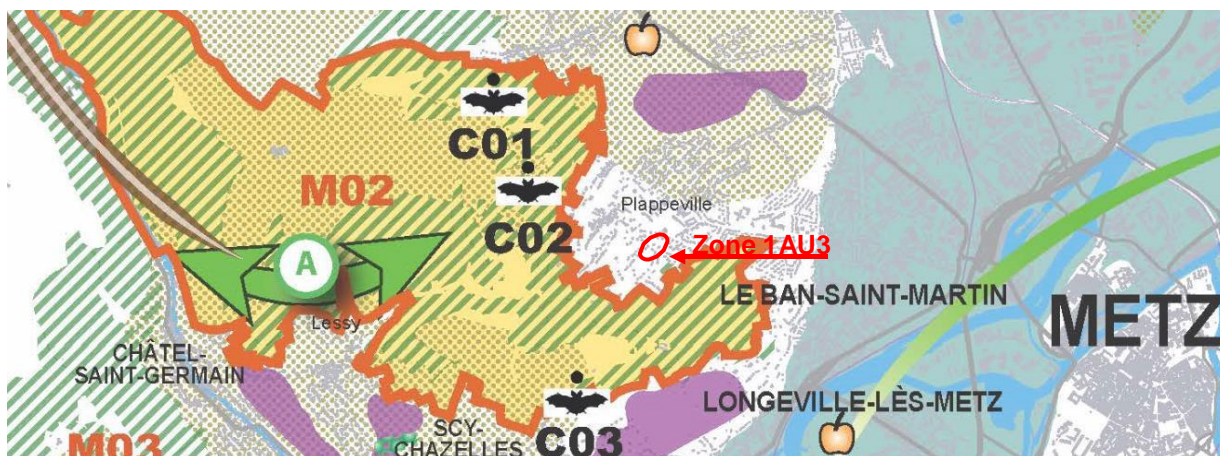 C01
M02
Plappeville
C02
Zone 1AU3
A
LE BAN-SAINT-MARTIN
METZ
Lessy
CHÂTEL-
SAINT-GERMAIN
LONGEVILLE-LÈS-METZ
M03
SCY-
CHAZELLES
C03